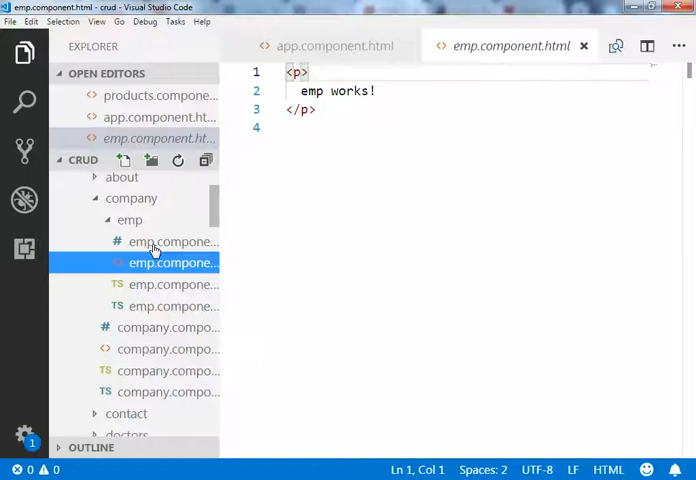 emp.component.html - crud - Visual Studio Code
File Edit Selection View Go Debug Tasks Help
EXPLORER
app.component.html
emp.component.html
OPEN EDITORS
products.compone...
app.component.ht...
emp.component.ht...
CRUD
about
company
emp
# emp.compone...
<> emp.compone...
TS emp.compone...
TS emp.compone...
# company.compo...
<> company.compo...
TS company.compo...
TS company.compo...
contact
doctors
OUTLINE
1 <p>
2 emp works!
3 </p>
4
1
0 0
Ln 1, Col 1 Spaces: 2 UTF-8 LF HTML